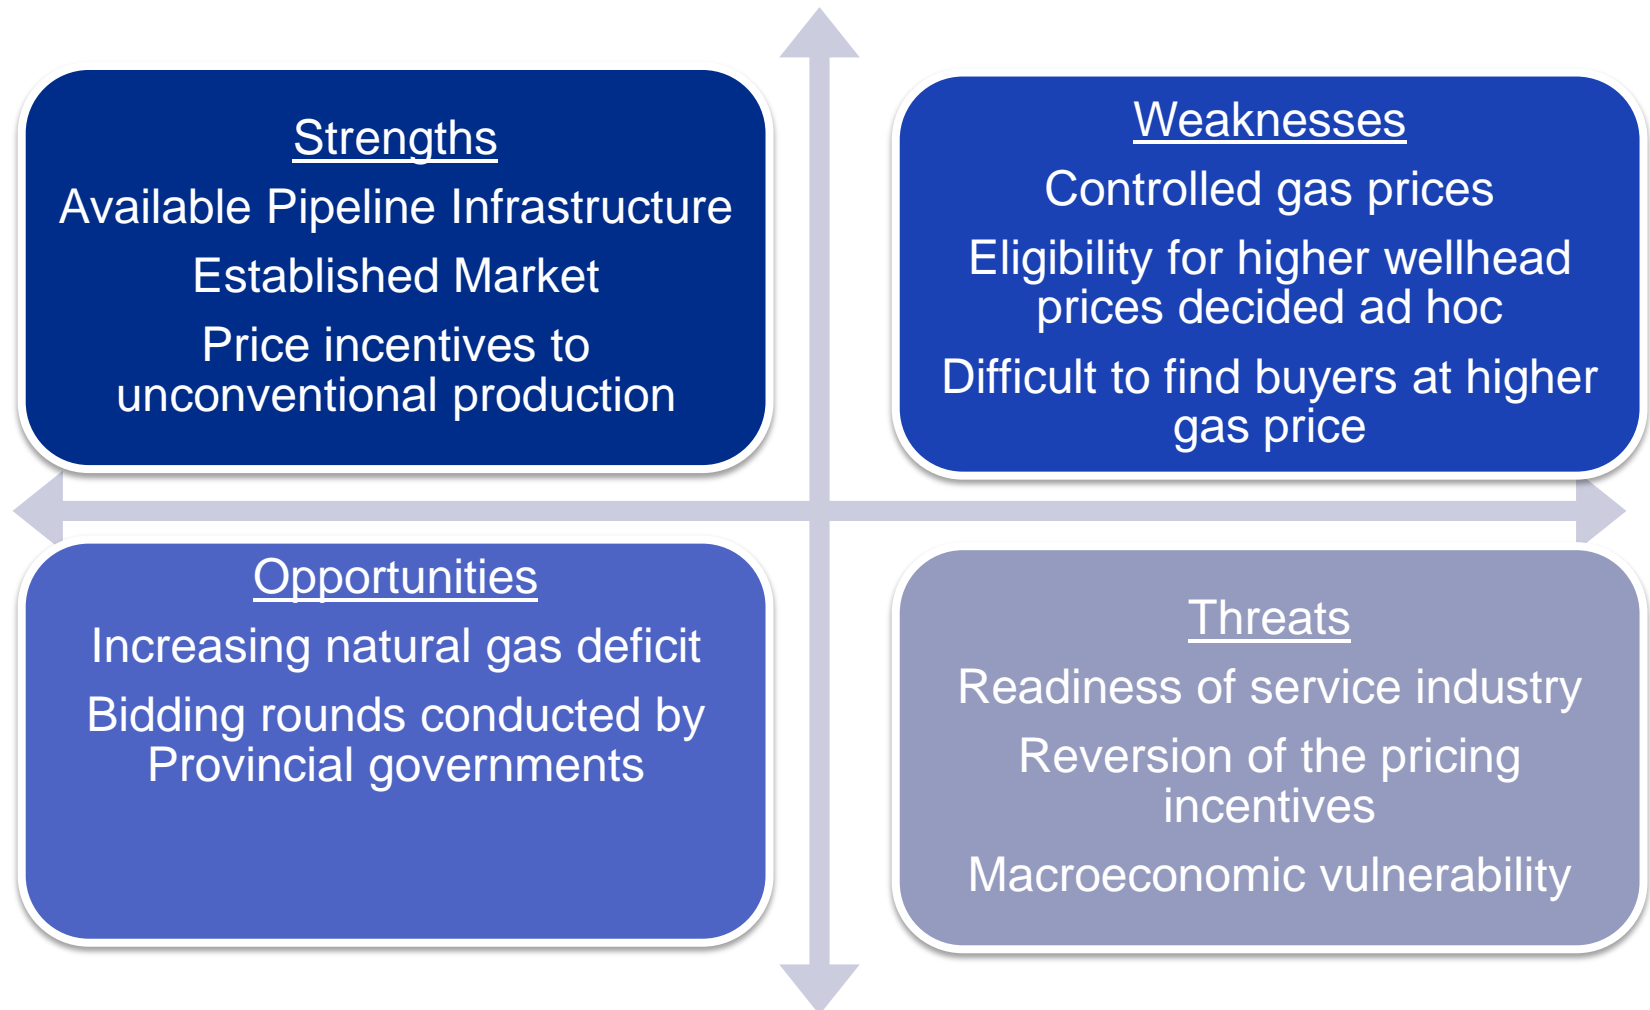 Strengths
Available Pipeline Infrastructure
Established Market
Price incentives to
unconventional production
Weaknesses
Controlled gas prices
Eligibility for higher wellhead
prices decided ad hoc
Difficult to find buyers at higher
gas price
Opportunities
Increasing natural gas deficit
Bidding rounds conducted by
Provincial governments
Threats
Readiness of service industry
Reversion of the pricing
incentives
Macroeconomic vulnerability